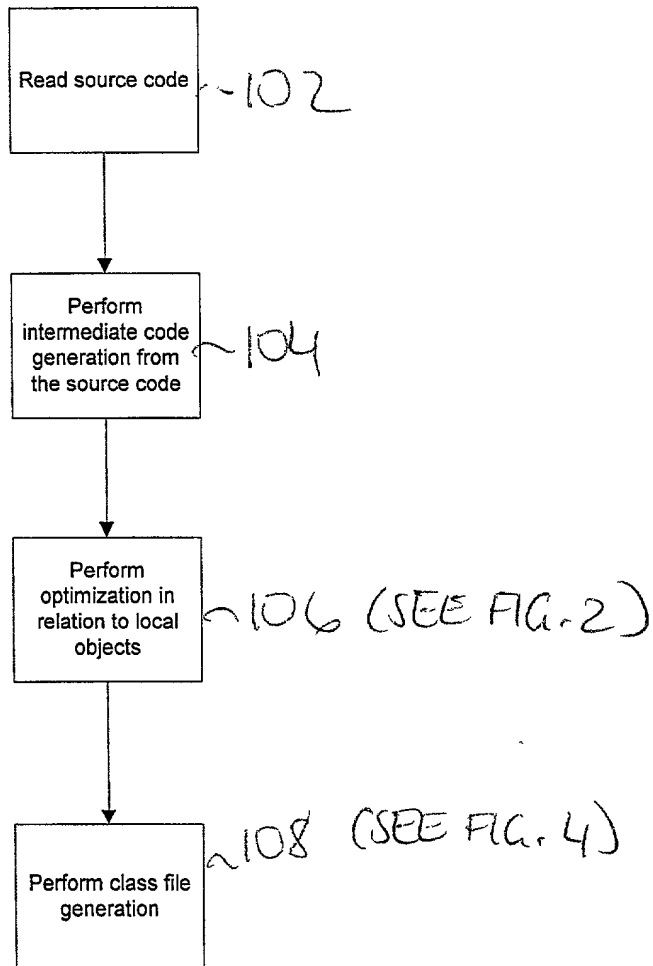 Read source code
102
Perform
intermediate code
generation from
the source code
104
Perform
optimization in
relation to local
objects
106 (SEE FIG. 2)
108 (SEE FIG. 4)
Perform class file
generation